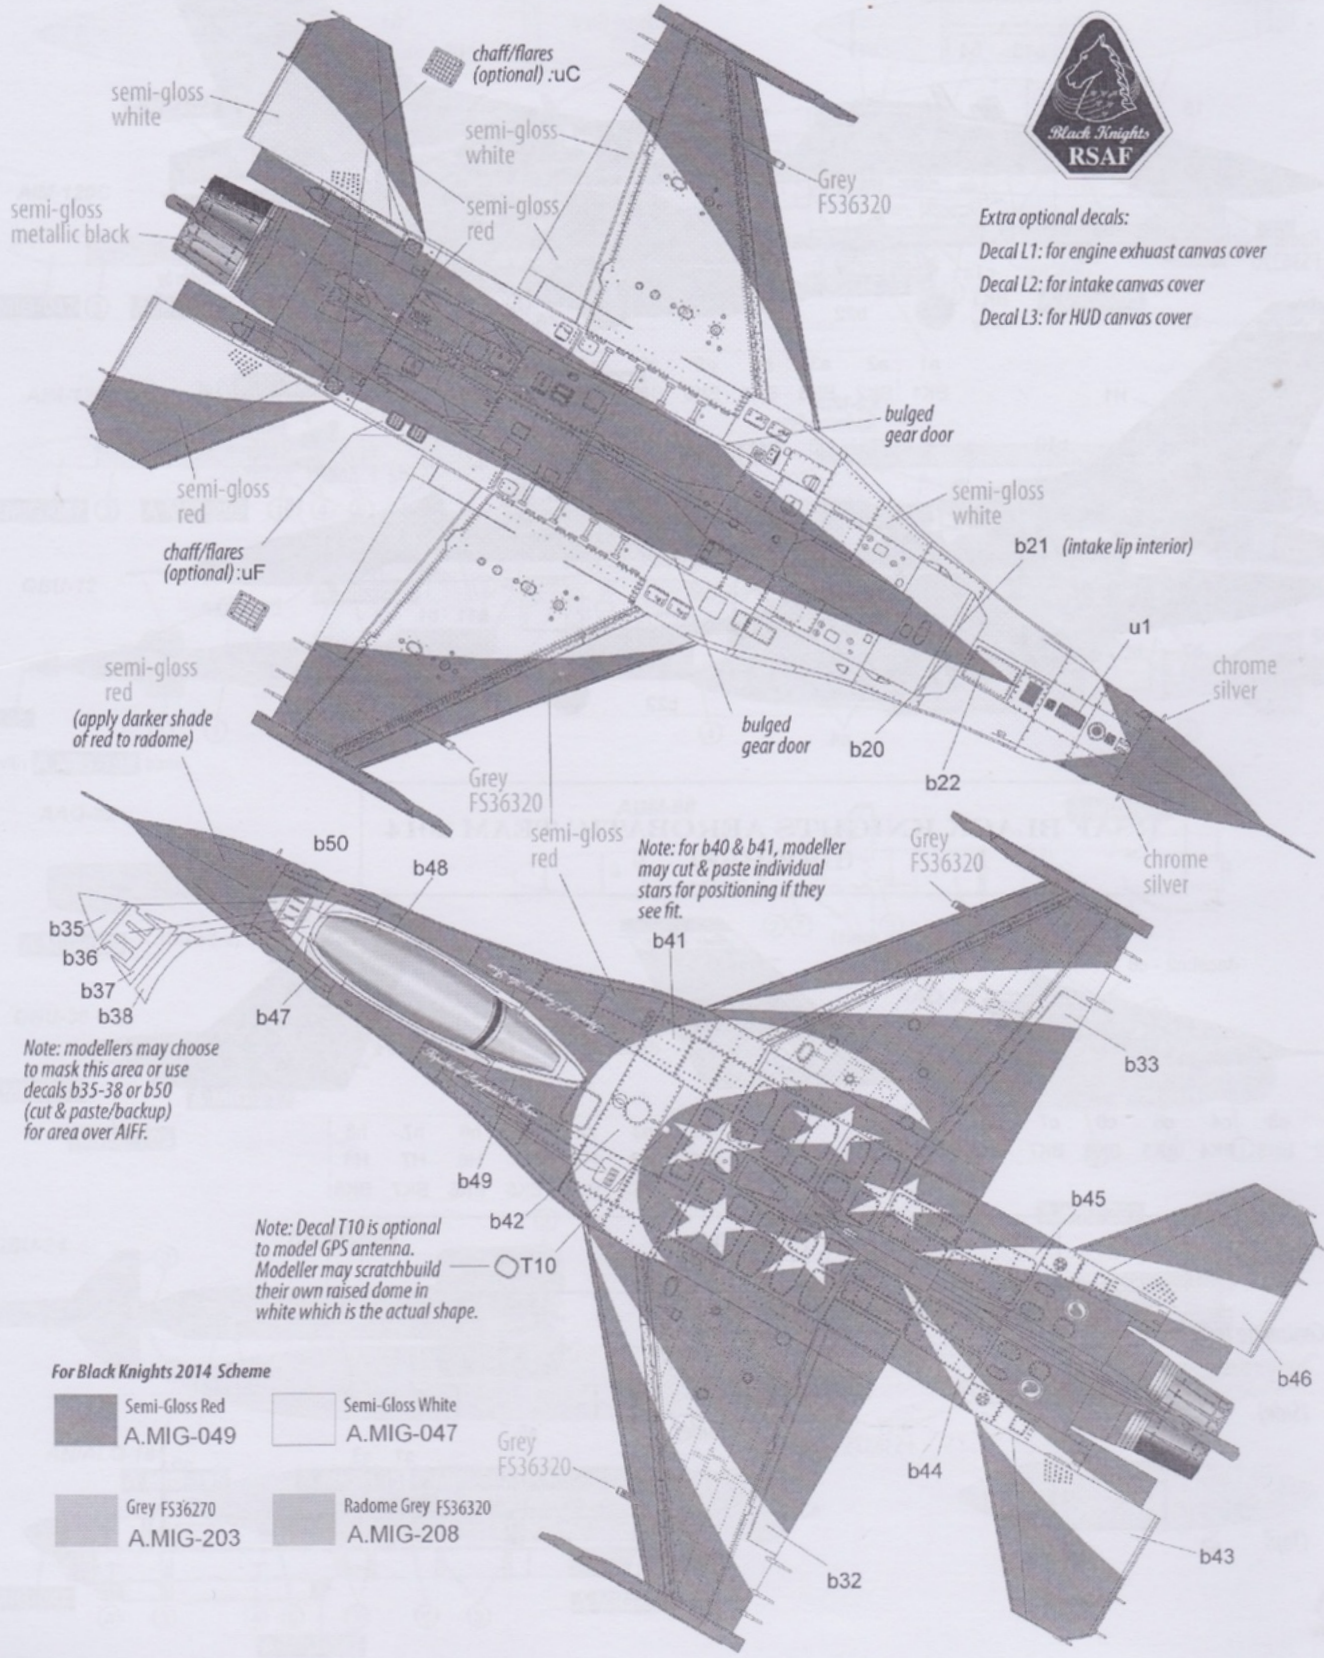 chaff/flares
(optional) :uC
semi-gloss
white
semi-gloss
white
Black Knights
RSAF
semi-gloss
metallic black
semi-gloss
red
Grey
FS36320
Extra optional decals:
Decal L1: for engine exhuast canvas cover
Decal L2: for intake canvas cover
Decal L3: for HUD canvas cover
bulged
gear door
semi-gloss
red
semi-gloss
white
chaff/flares
(optional) :uF
b21 (intake lip interior)
u1
semi-gloss
red
(apply darker shade
of red to radome)
chrome
silver
bulged
gear door
b20
b22
Grey
FS36320
b50
b48
semi-gloss
red
Note: for b40 & b41, modeller
may cut & paste individual
stars for positioning if they
see fit.
b41
Grey
FS36320
chrome
silver
b35
b36
b37
b38
b47
Note: modellers may choose
to mask this area or use
decals b35-38 or b50
(cut & paste/backup)
for area over AIFF.
b33
b49
b42
b45
Note: Decal T10 is optional
to model GPS antenna.
Modeller may scratchbuild
their own raised dome in
white which is the actual shape.
T10
b46
For Black Knights 2014 Scheme
Semi-Gloss Red
A.MIG-049
Semi-Gloss White
A.MIG-047
Grey FS36270
A.MIG-203
Radome Grey FS36320
A.MIG-208
Grey
FS36320
b44
b43
b32